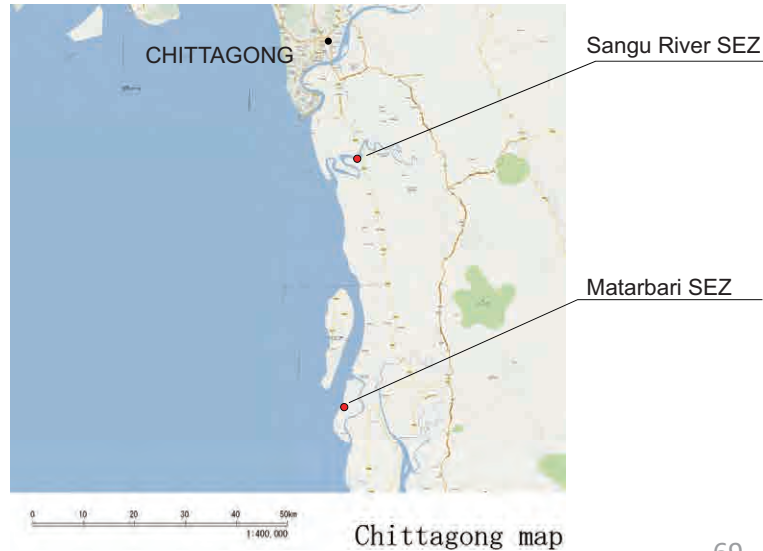 CHITTAGONG
Sangu River SEZ
Matarbari SEZ
0 10 20 30 40 50km
1:400,000
Chittagong map
69